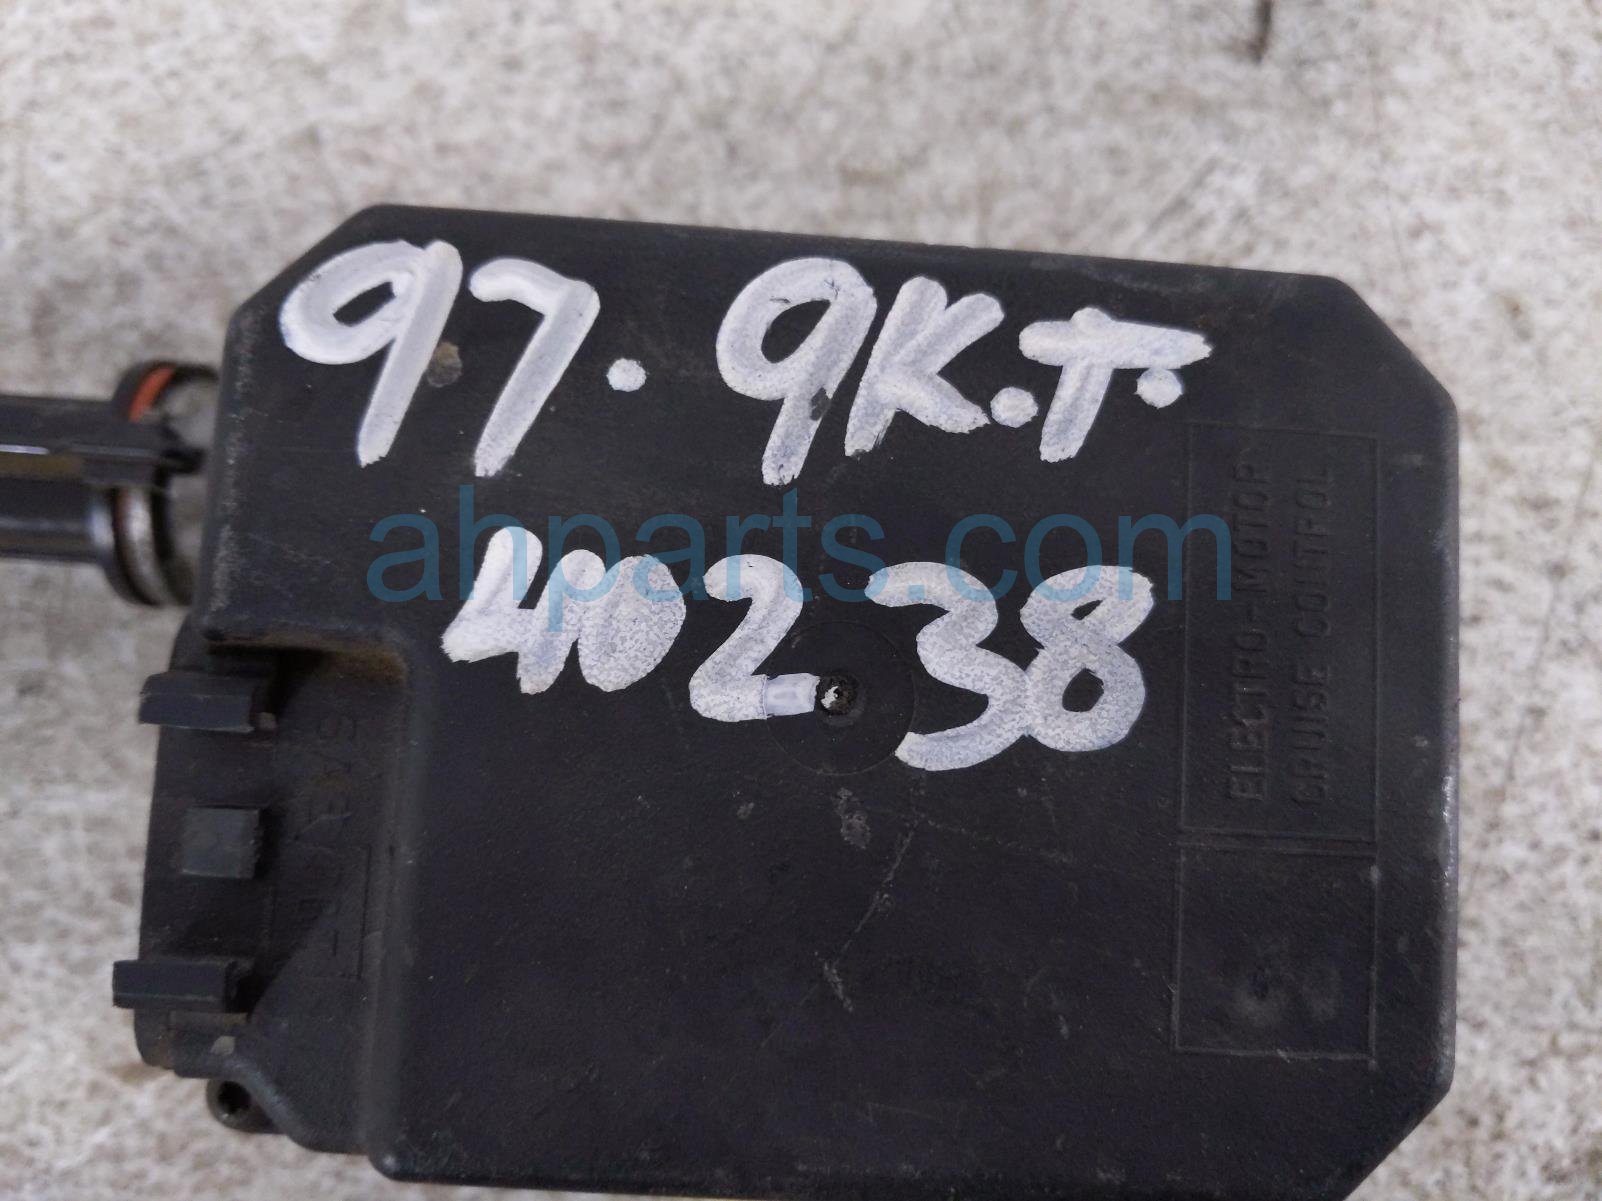 97. 9K.T.
40238
ahparts.com
ELECTRO-MOTOR
CRUISE CONTROL